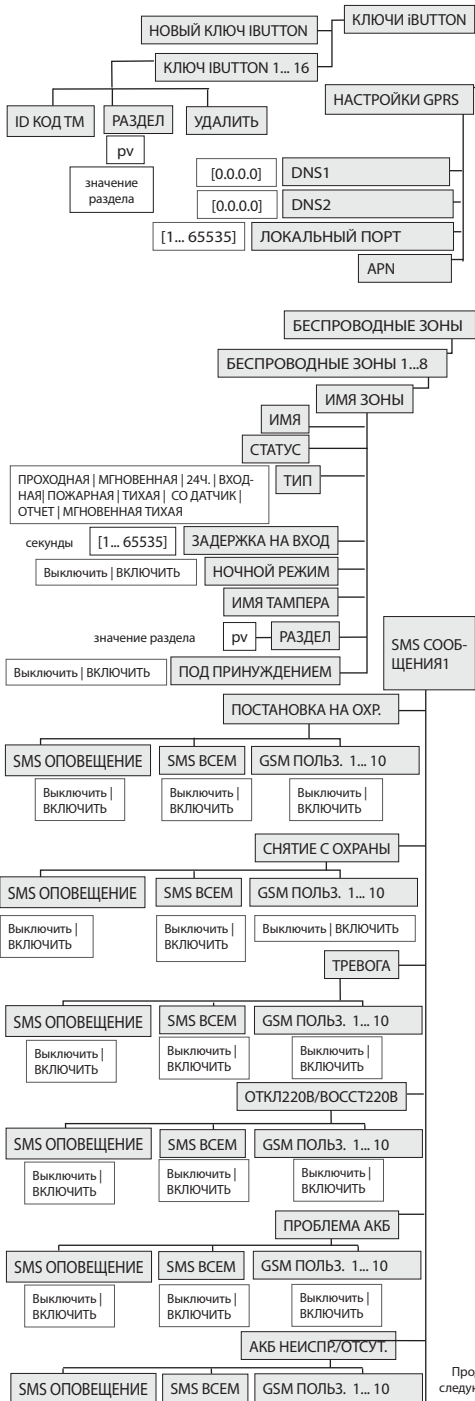 КЛЮЧИ iBUTTON
НОВЫЙ КЛЮЧ IBUTTON
КЛЮЧ IBUTTON 1... 16
НАСТРОЙКИ GPRS
ID КОД ТМ
РАЗДЕЛ
УДАЛИТЬ
pv
значение
раздела
[0.0.0.0]
DNS1
[0.0.0.0]
DNS2
[1... 65535]
ЛОКАЛЬНЫЙ ПОРТ
APN
БЕСПРОВОДНЫЕ ЗОНЫ
БЕСПРОВОДНЫЕ ЗОНЫ 1...8
ИМЯ ЗОНЫ
ИМЯ
СТАТУС
ТИП
ПРОХОДНАЯ | МГНОВЕННАЯ | 24Ч. | ВХОД-
НАЯ| ПОЖАРНАЯ | ТИХАЯ | СО ДАТЧИК |
ОТЧЕТ | МГНОВЕННАЯ ТИХАЯ
секунды
[1... 65535]
ЗАДЕРЖКА НА ВХОД
Выключить | ВКЛЮЧИТЬ
НОЧНОЙ РЕЖИМ
ИМЯ ТАМПЕРА
значение раздела
pv
РАЗДЕЛ
SMS СООБ-
ЩЕНИЯ1
Выключить | ВКЛЮЧИТЬ
ПОД ПРИНУЖДЕНИЕМ
ПОСТАНОВКА НА ОХР.
SMS ОПОВЕЩЕНИЕ
SMS ВСЕМ
GSM ПОЛЬЗ. 1... 10
Выключить |
ВКЛЮЧИТЬ
Выключить |
ВКЛЮЧИТЬ
Выключить |
ВКЛЮЧИТЬ
СНЯТИЕ С ОХРАНЫ
SMS ОПОВЕЩЕНИЕ
SMS ВСЕМ
GSM ПОЛЬЗ. 1... 10
Выключить |
ВКЛЮЧИТЬ
Выключить |
ВКЛЮЧИТЬ
Выключить | ВКЛЮЧИТЬ
ТРЕВОГА
SMS ОПОВЕЩЕНИЕ
SMS ВСЕМ
GSM ПОЛЬЗ. 1... 10
Выключить |
ВКЛЮЧИТЬ
Выключить |
ВКЛЮЧИТЬ
Выключить |
ВКЛЮЧИТЬ
ОТКЛ220В/ВОССТ220В
SMS ОПОВЕЩЕНИЕ
SMS ВСЕМ
GSM ПОЛЬЗ. 1... 10
Выключить |
ВКЛЮЧИТЬ
Выключить |
ВКЛЮЧИТЬ
Выключить |
ВКЛЮЧИТЬ
ПРОБЛЕМА АКБ
SMS ОПОВЕЩЕНИЕ
SMS ВСЕМ
GSM ПОЛЬЗ. 1... 10
Выключить |
ВКЛЮЧИТЬ
Выключить |
ВКЛЮЧИТЬ
Выключить |
ВКЛЮЧИТЬ
АКБ НЕИСПР./ОТСУТ.
SMS ОПОВЕЩЕНИЕ
SMS ВСЕМ
GSM ПОЛЬЗ. 1... 10